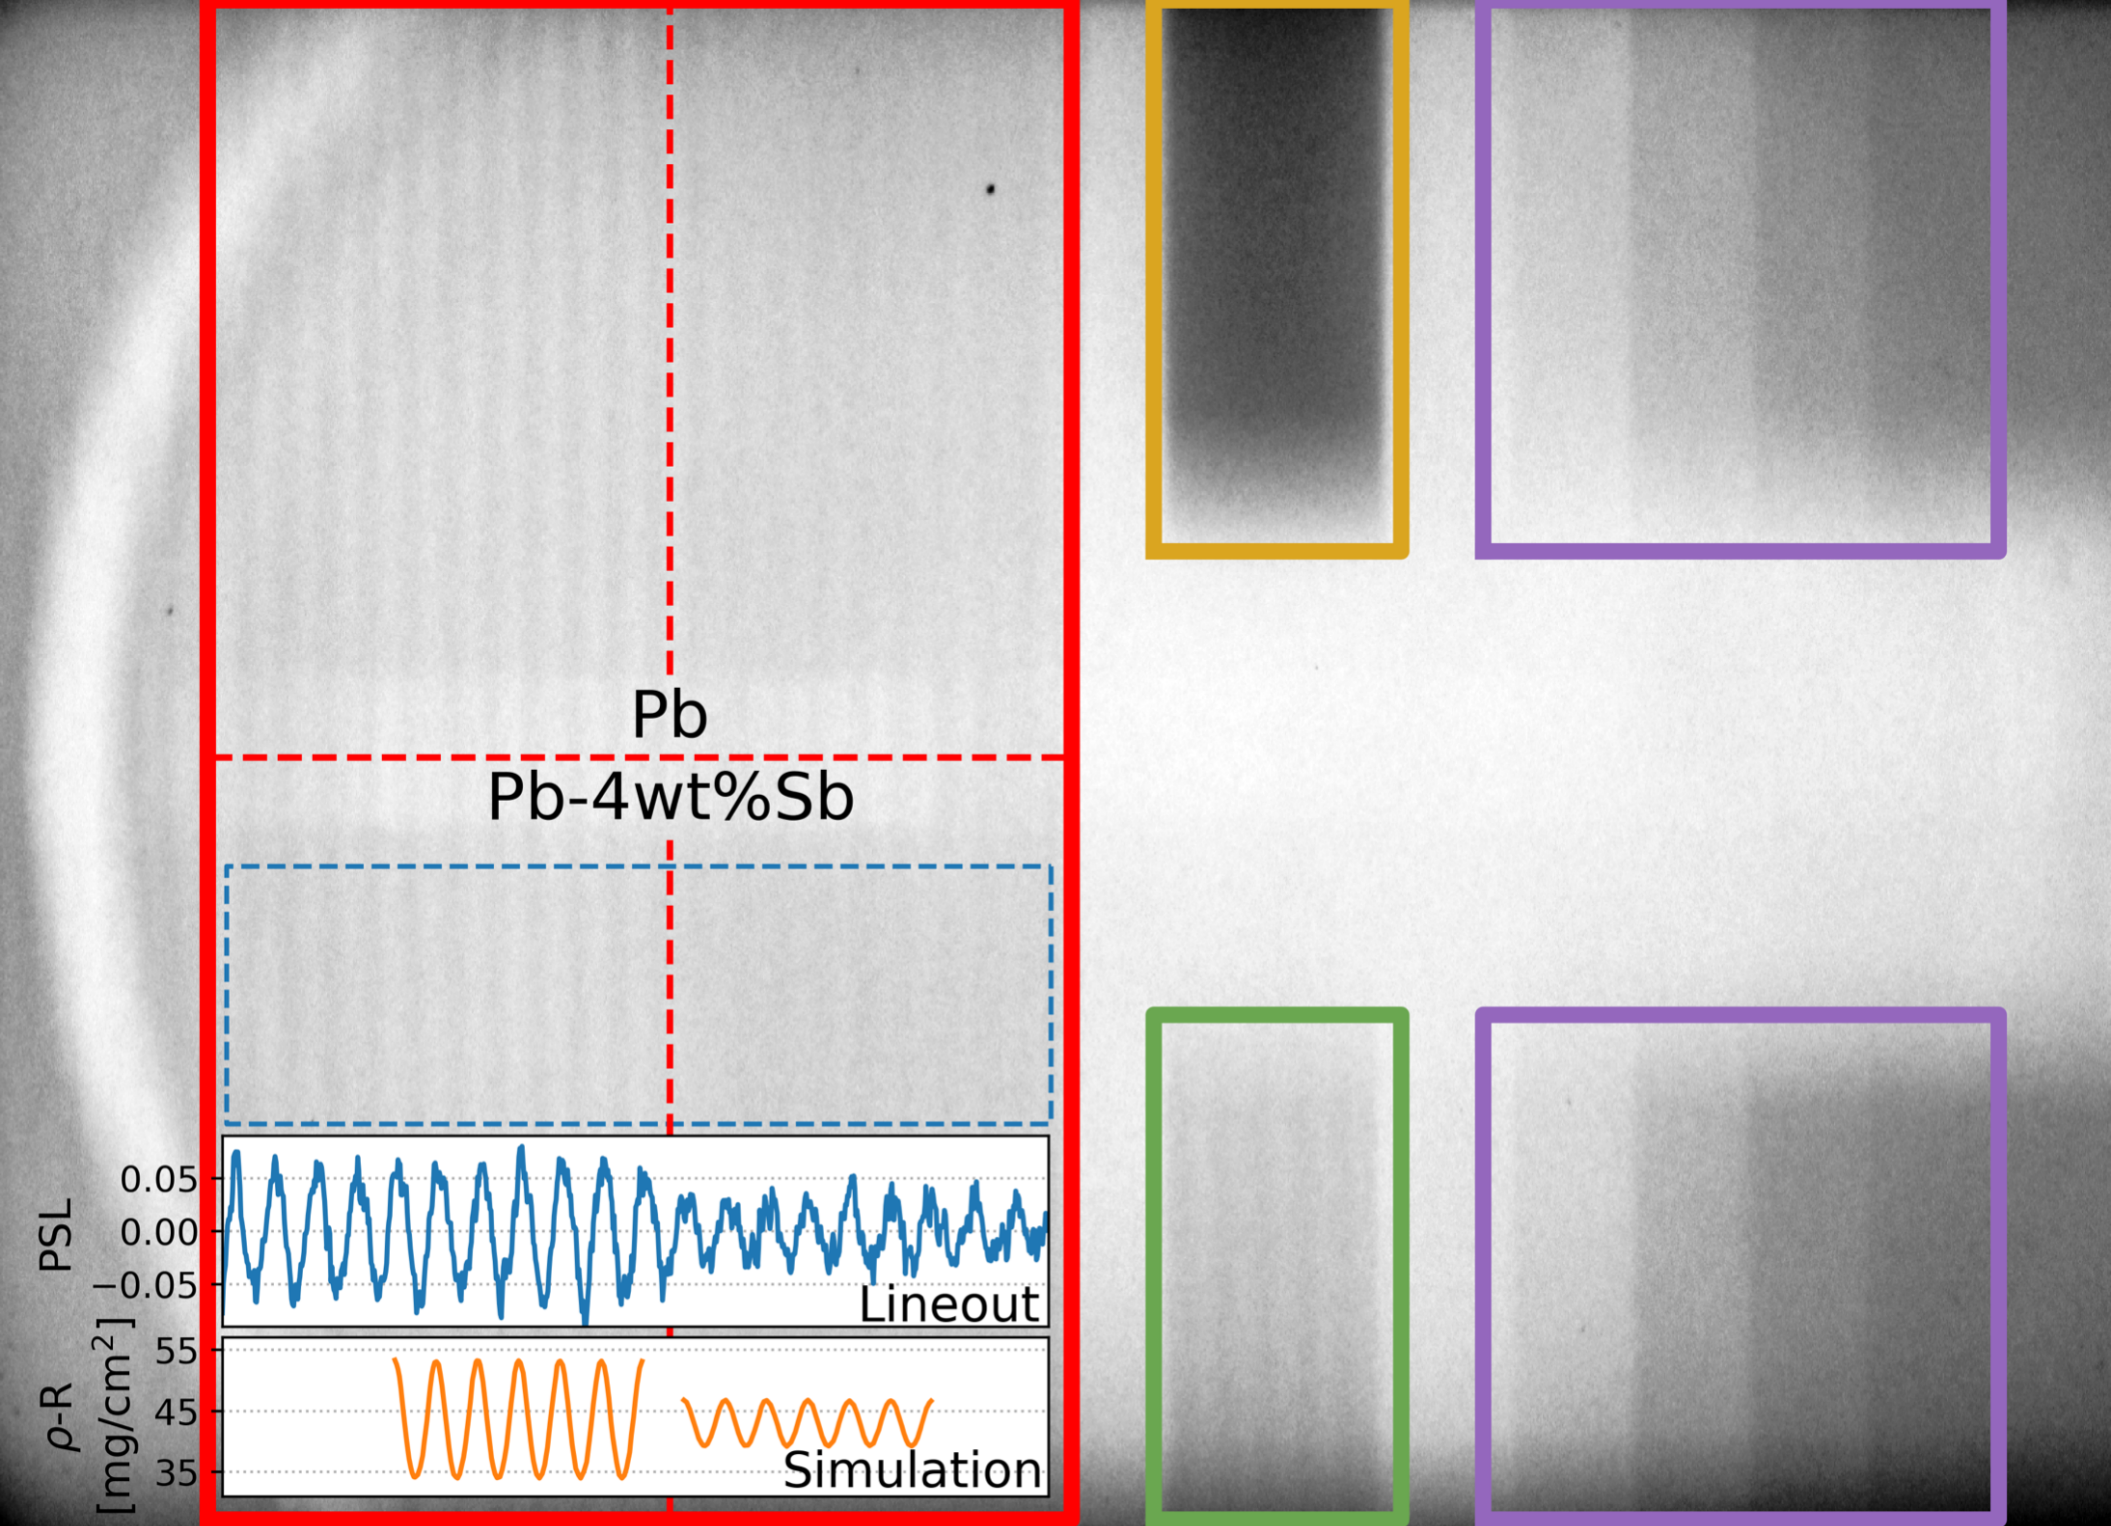 Pb
Pb-4wt%Sb
PSL
0.05
0.00
−0.05
Lineout
ρ-R
[mg/cm²]
55
45
35
Simulation